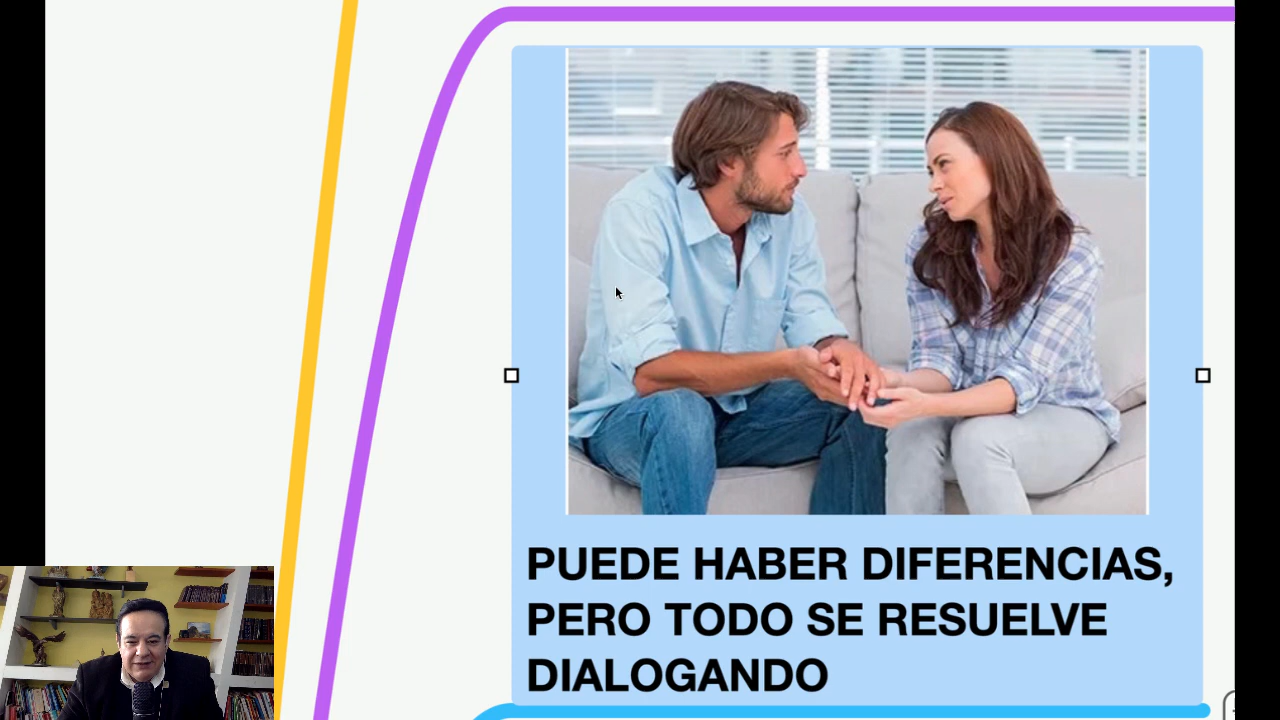 PUEDE HABER DIFERENCIAS,
PERO TODO SE RESUELVE
DIALOGANDO